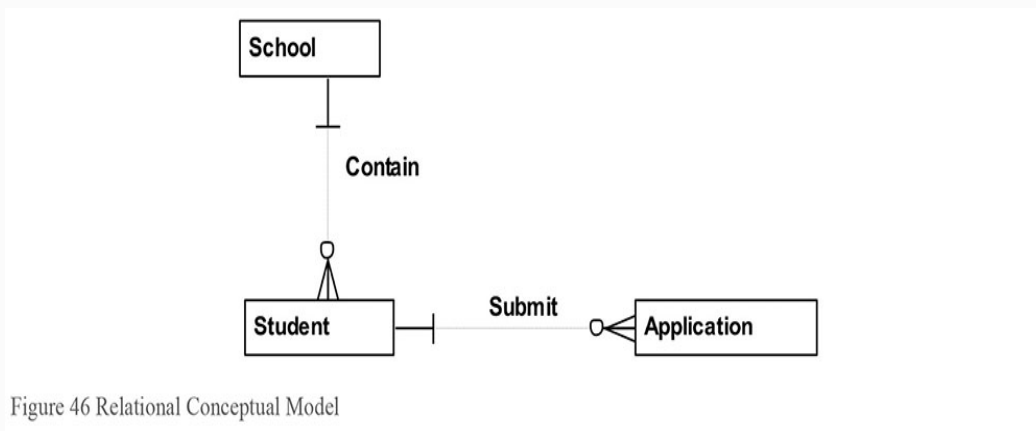 School
Contain
Submit
Student
Application
Figure 46 Relational Conceptual Model